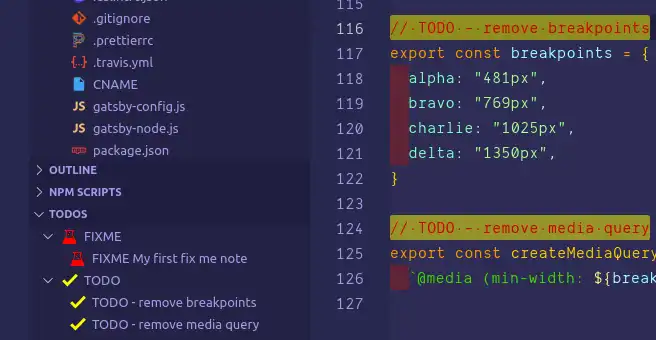 .gitignore
.prettierrc
.travis.yml
CNAME
JS gatsby-config.js
JS gatsby-node.js
package.json
OUTLINE
NPM SCRIPTS
TODOS
FIXME
FIXME My first fix me note
TODO
TODO - remove breakpoints
TODO - remove media query
115
116 // TODO - remove breakpoints
117 export const breakpoints = {
118 alpha: "481px",
119 bravo: "769px",
120 charlie: "1025px",
121 delta: "1350px",
122 }
123
124 // TODO - remove media query
125 export const createMediaQuery
126 `@media (min-width: ${break
127